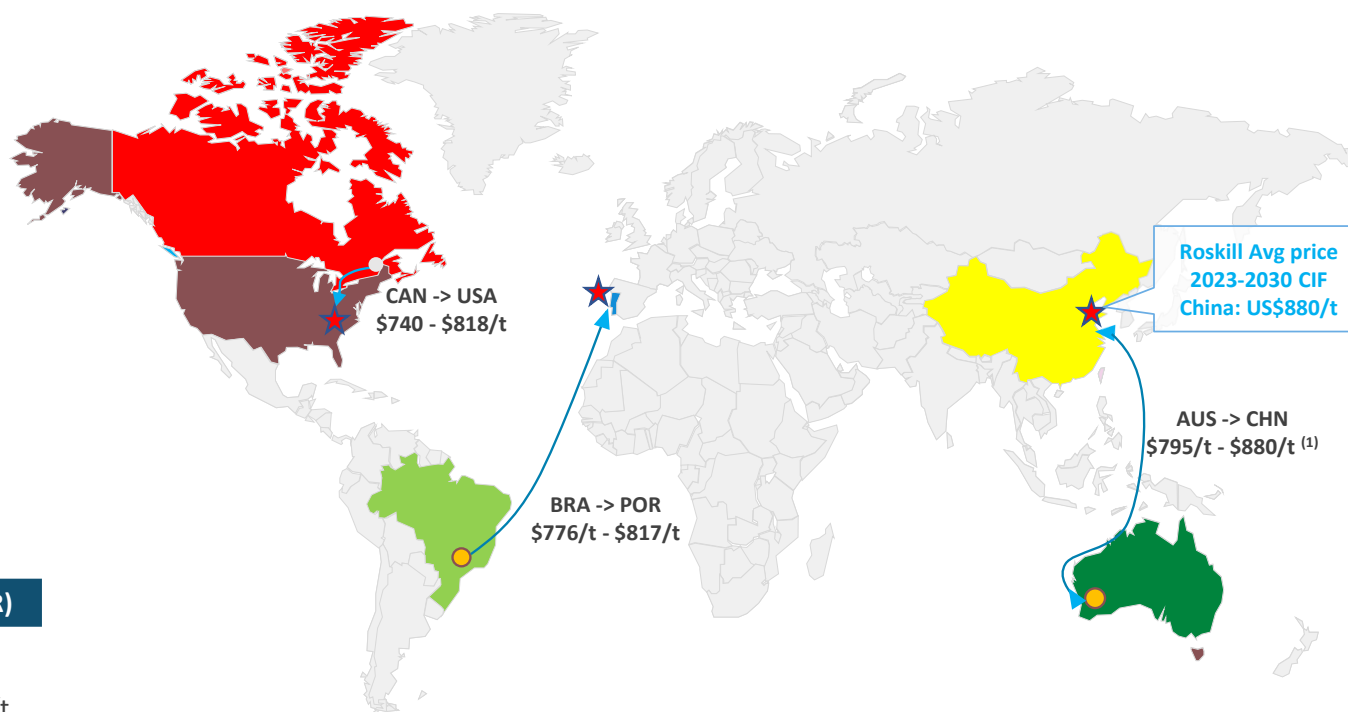 CAN -> USA
$740 - $818/t
Roskill Avg price
2023-2030 CIF
China: US$880/t
AUS -> CHN
$795/t - $880/t (1)
BRA -> POR
$776/t - $817/t
R)
t